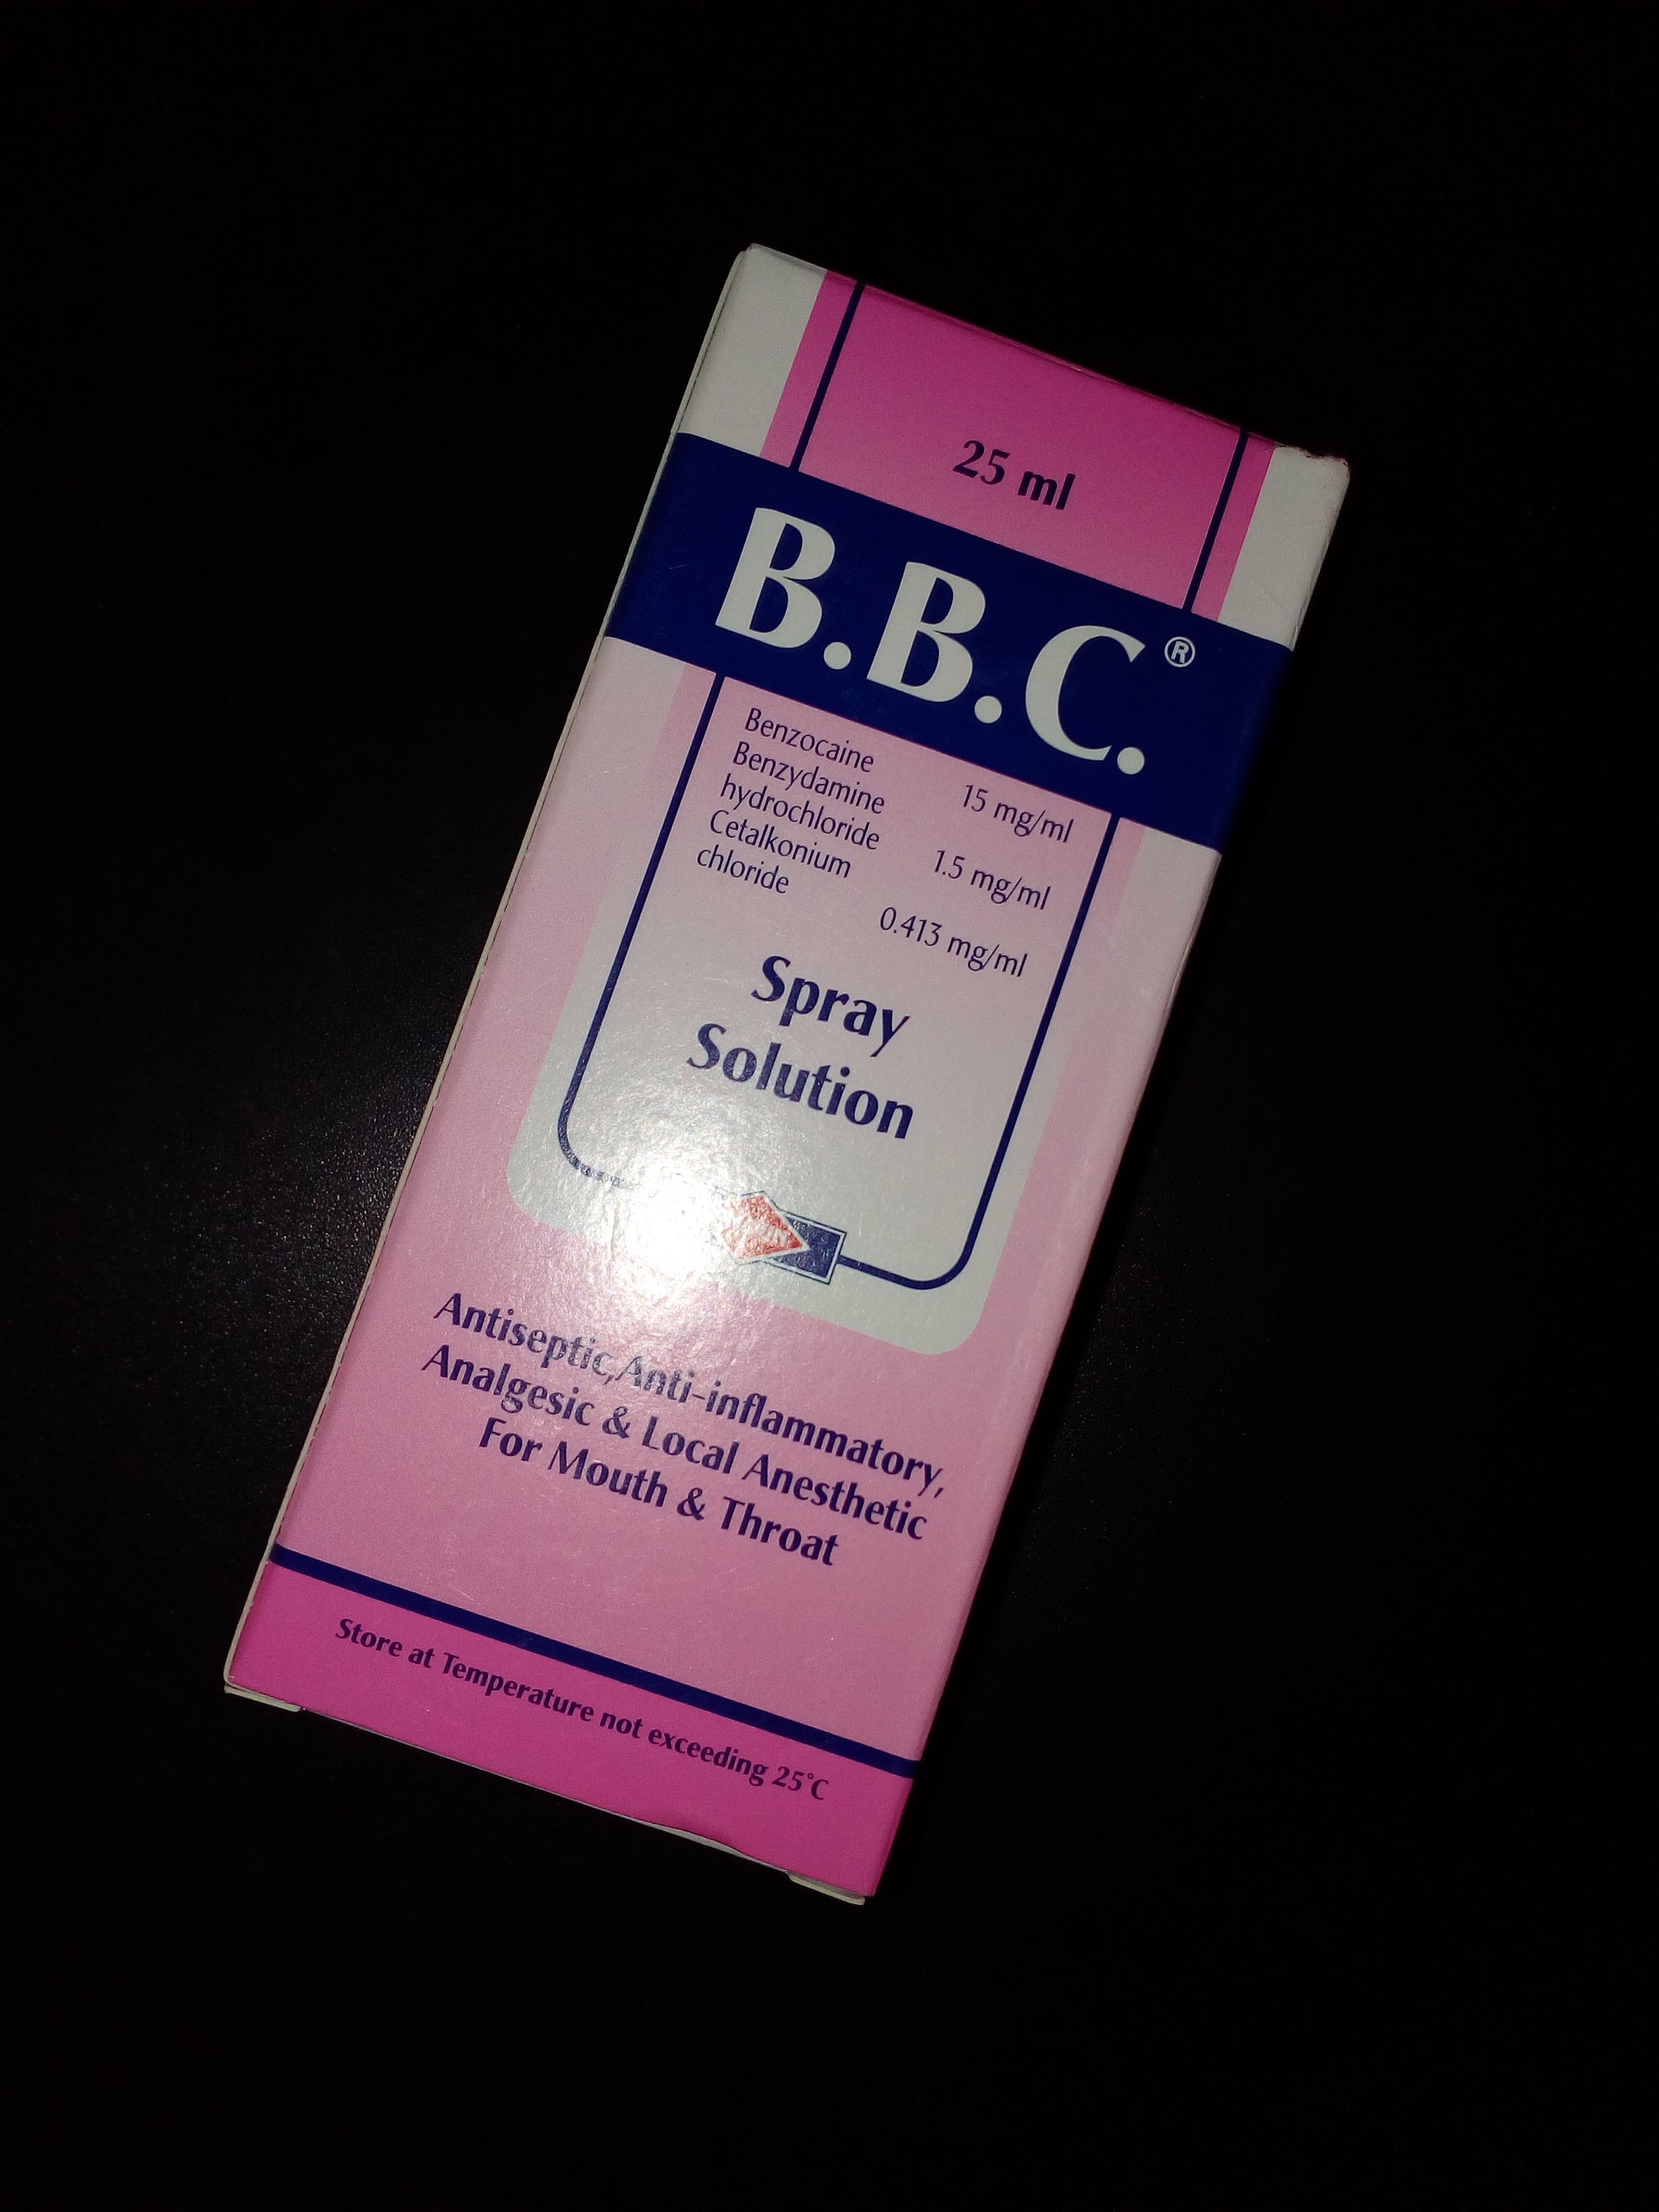 25 ml
B.B.C.®
Benzocaine 15 mg/ml
Benzydamine
hydrochloride 1.5 mg/ml
Cetalkonium
chloride 0.413 mg/ml
Spray
Solution
Antiseptic,Anti-inflammatory,
Analgesic & Local Anesthetic
For Mouth & Throat
Store at Temperature not exceeding 25°C